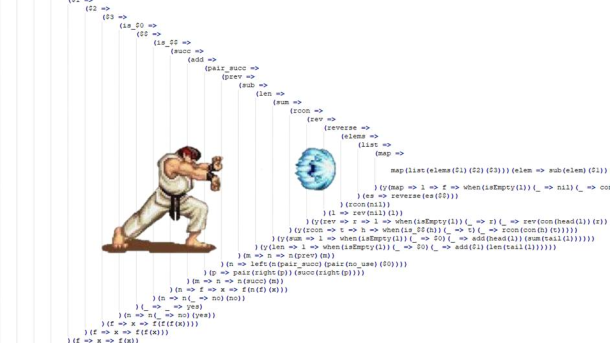 ($2 =>
($3 =>
(is_$0 =>
($$ =>
(is_$$ =>
(succ =>
(add =>
(pair_succ =>
(prev =>
(sub =>
(len =>
(sum =>
(rcon =>
(rev =>
(reverse =>
(elems =>
(list =>
(map =>
map(list(elems($1)($2)($3)))(elem => sub(elem)($1))
)(y(map => l => f => when(isEmpty(l))(_ => nil)(_ => con
)(es => reverse(es($$)))
)(rcon(nil))
)(l => rev(nil)(l))
)(y(rev => r => l => when(isEmpty(l))(_ => r)(_ => rev(con(head(l))(r))
)(y(rcon => t => h => when(is_$$(h))(_ => t)(_ => rcon(con(h)(t)))))
)(y(sum => l => when(isEmpty(l))(_ => $0)(_ => add(head(l))(sum(tail(l))))))
)(y(len => l => when(isEmpty(l))(_ => $0)(_ => add($1)(len(tail(l))))))
)(m => n => n(prev)(m))
)(n => left(n(pair_succ)(pair(no_use)($0))))
)(p => pair(right(p))(succ(right(p))))
)(m => n => n(succ)(m))
)(n => f => x => f(n(f)(x)))
)(n => n(_ => no)(no))
)(_ => _ => yes)
)(n => n(_ => no)(yes))
)(f => x => f(f(f(x))))
)(f => x => f(f(x)))
)(f => x => f(x))